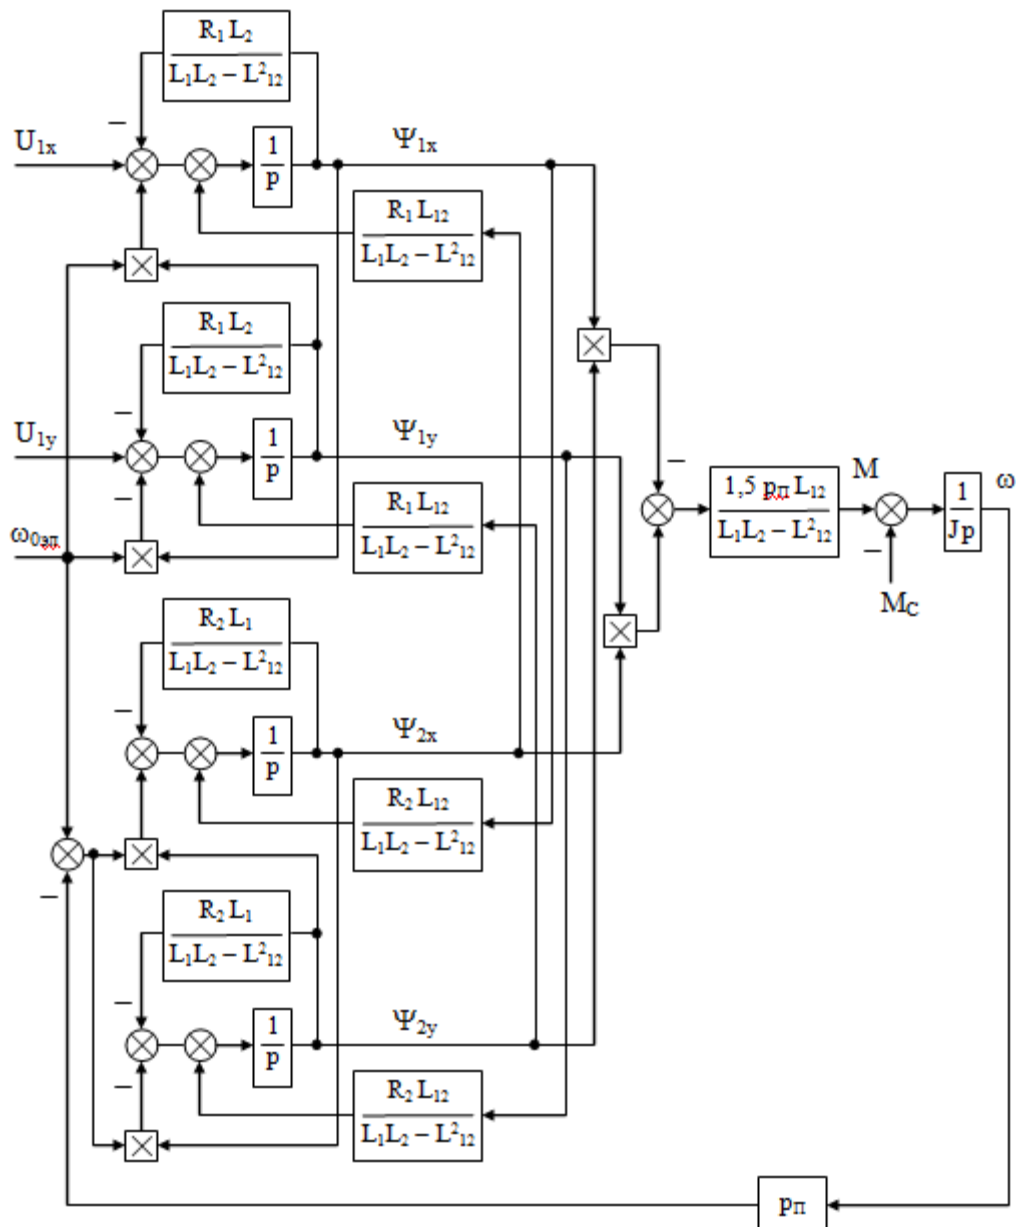 R₁ L₂
L₁L₂ – L²₁₂
–
U₁ₓ
1
p
Ψ₁ₓ
R₁ L₁₂
L₁L₂ – L²₁₂
×
R₁ L₂
L₁L₂ – L²₁₂
×
–
U₁y
1
p
Ψ₁y
–
–
1,5 pп L₁₂
L₁L₂ – L²₁₂
M
1
Jp
ω
R₁ L₁₂
L₁L₂ – L²₁₂
ω₀эл
×
–
Mс
R₂ L₁
L₁L₂ – L²₁₂
×
–
1
p
Ψ₂ₓ
R₂ L₁₂
L₁L₂ – L²₁₂
×
–
R₂ L₁
L₁L₂ – L²₁₂
–
1
p
Ψ₂y
–
R₂ L₁₂
L₁L₂ – L²₁₂
×
pп